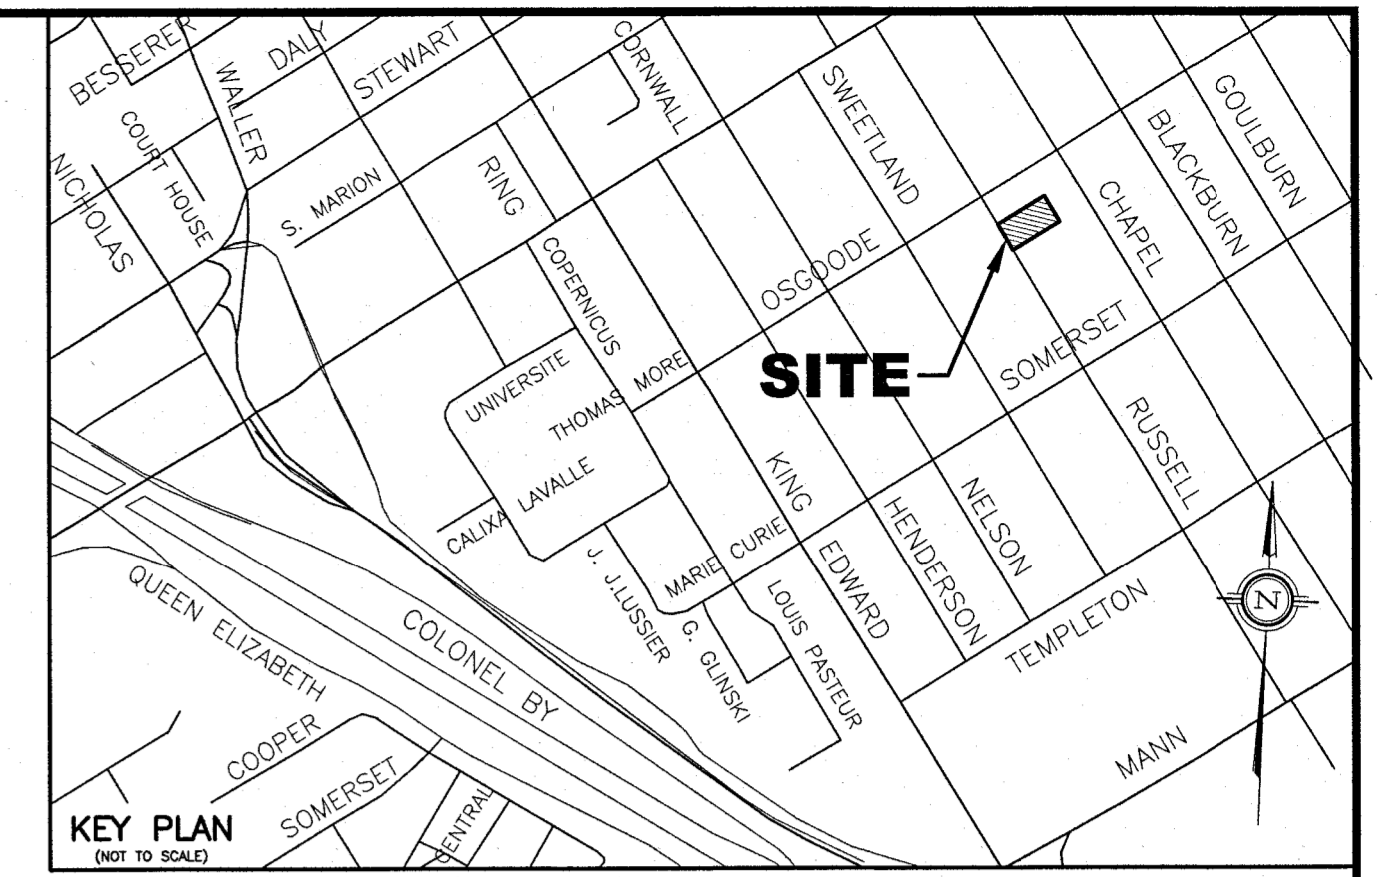 BESSERER
DALY
STEWART
WALLER
COURT HOUSE
NICHOLAS
S. MARION
RING
CORNWALL
SWEETLAND
GOULBURN
BLACKBURN
CHAPEL
OSGOODE
COPERNICUS
SITE
SOMERSET
UNIVERSITE
THOMAS MORE
RUSSELL
KING EDWARD
CALIXA LAVALLE
NELSON
HENDERSON
MARIE CURIE
J. J.LUSSIER
G. GLINSKI
LOUIS PASTEUR
TEMPLETON
N
QUEEN ELIZABETH
COLONEL BY
MANN
COOPER
SOMERSET
CENTRAL
KEY PLAN
(NOT TO SCALE)